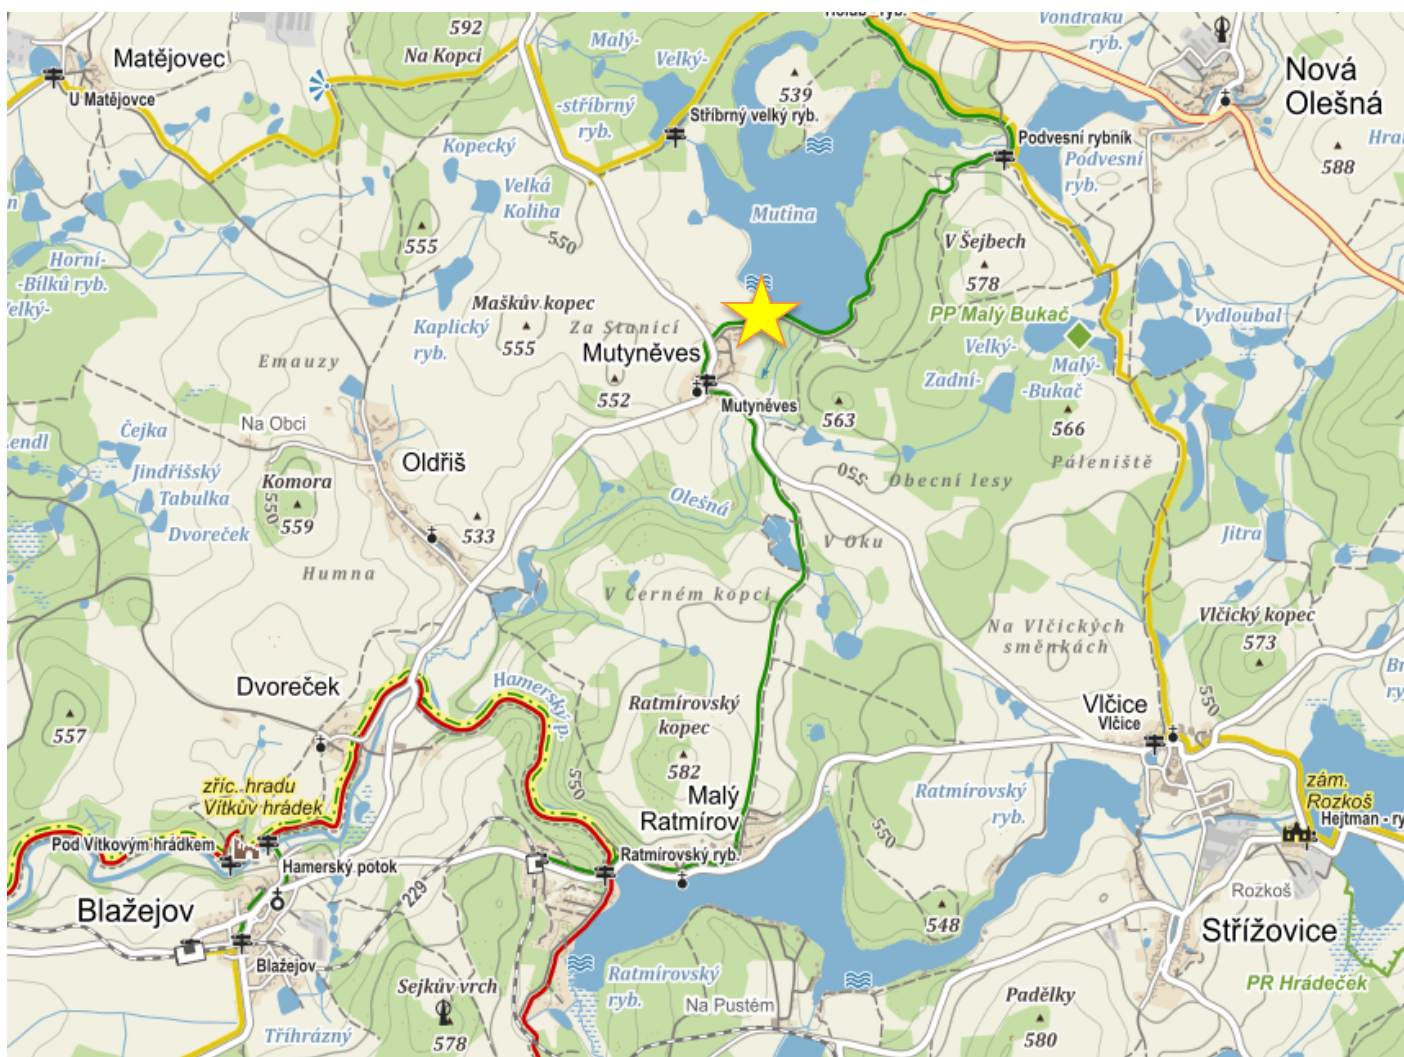 Holub - ryb.
Vondrákù
ryb.
592
Na Kopci
Malý-
Velký-
Matějovec
Nová
Olešná
U Matějovce
-stříbrný
ryb.
539
Stříbrný velký ryb.
Podvesní rybník
Kopecký
588
Velká
Koliha
Podvesní
ryb.
Mutina
555
550
V Šejbech
578
Horní-
-Bílků ryb.
Velký-
Maškův kopec
555
Za Stanicí
PP Malý Bukač
Vydloubal
Kaplický
ryb.
Mutyněves
Velký-
Malý-
-Bukač
Emauzy
Zadní-
552
Mutyněves
563
566
Na Obci
Čejka
Jindřišský
Tabulka
Dvoreček
Oldřiš
Komora
550
559
550
Obecní lesy
Páleniště
Olešná
533
V Oku
Jitra
Humna
V Černém kopci
Na Vlčických
směnkách
Vlčický kopec
573
Dvoreček
Hamerský p.
Ratmírovský
kopec
582
Vlčice
Vlčice
550
557
zříc. hradu
Vítkův hrádek
550
Malý
Ratmírov
Ratmírovský
ryb.
zám.
Rozkoš
Hejtman - ry
Pod Vítkovým hrádkem
Ratmírovský ryb.
550
Hamerský potok
229
Rozkoš
Blažejov
548
Střížovice
Blažejov
Sejkův vrch
578
Ratmírovský
ryb.
Na Pustém
Padělky
580
PR Hrádeček
Tříhrázný